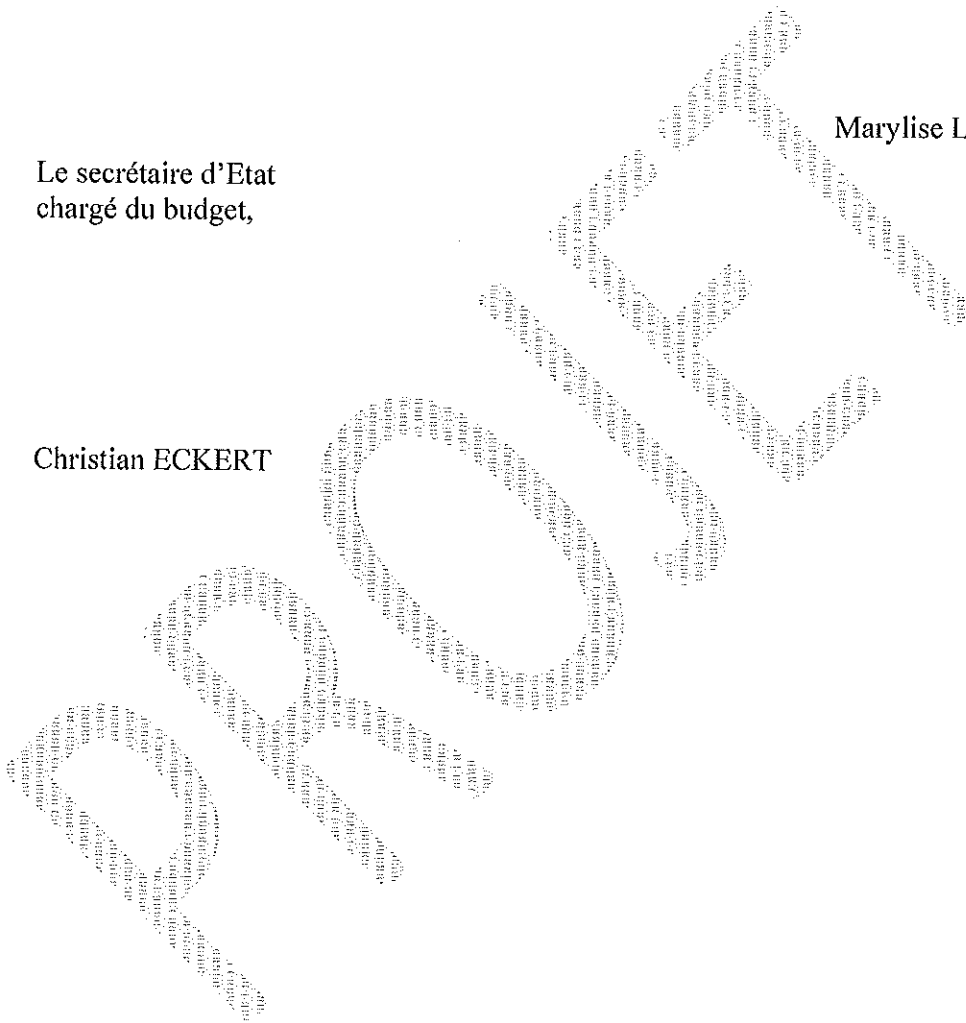 Marylise L
Le secrétaire d'Etat
chargé du budget,
Christian ECKERT
PROJET